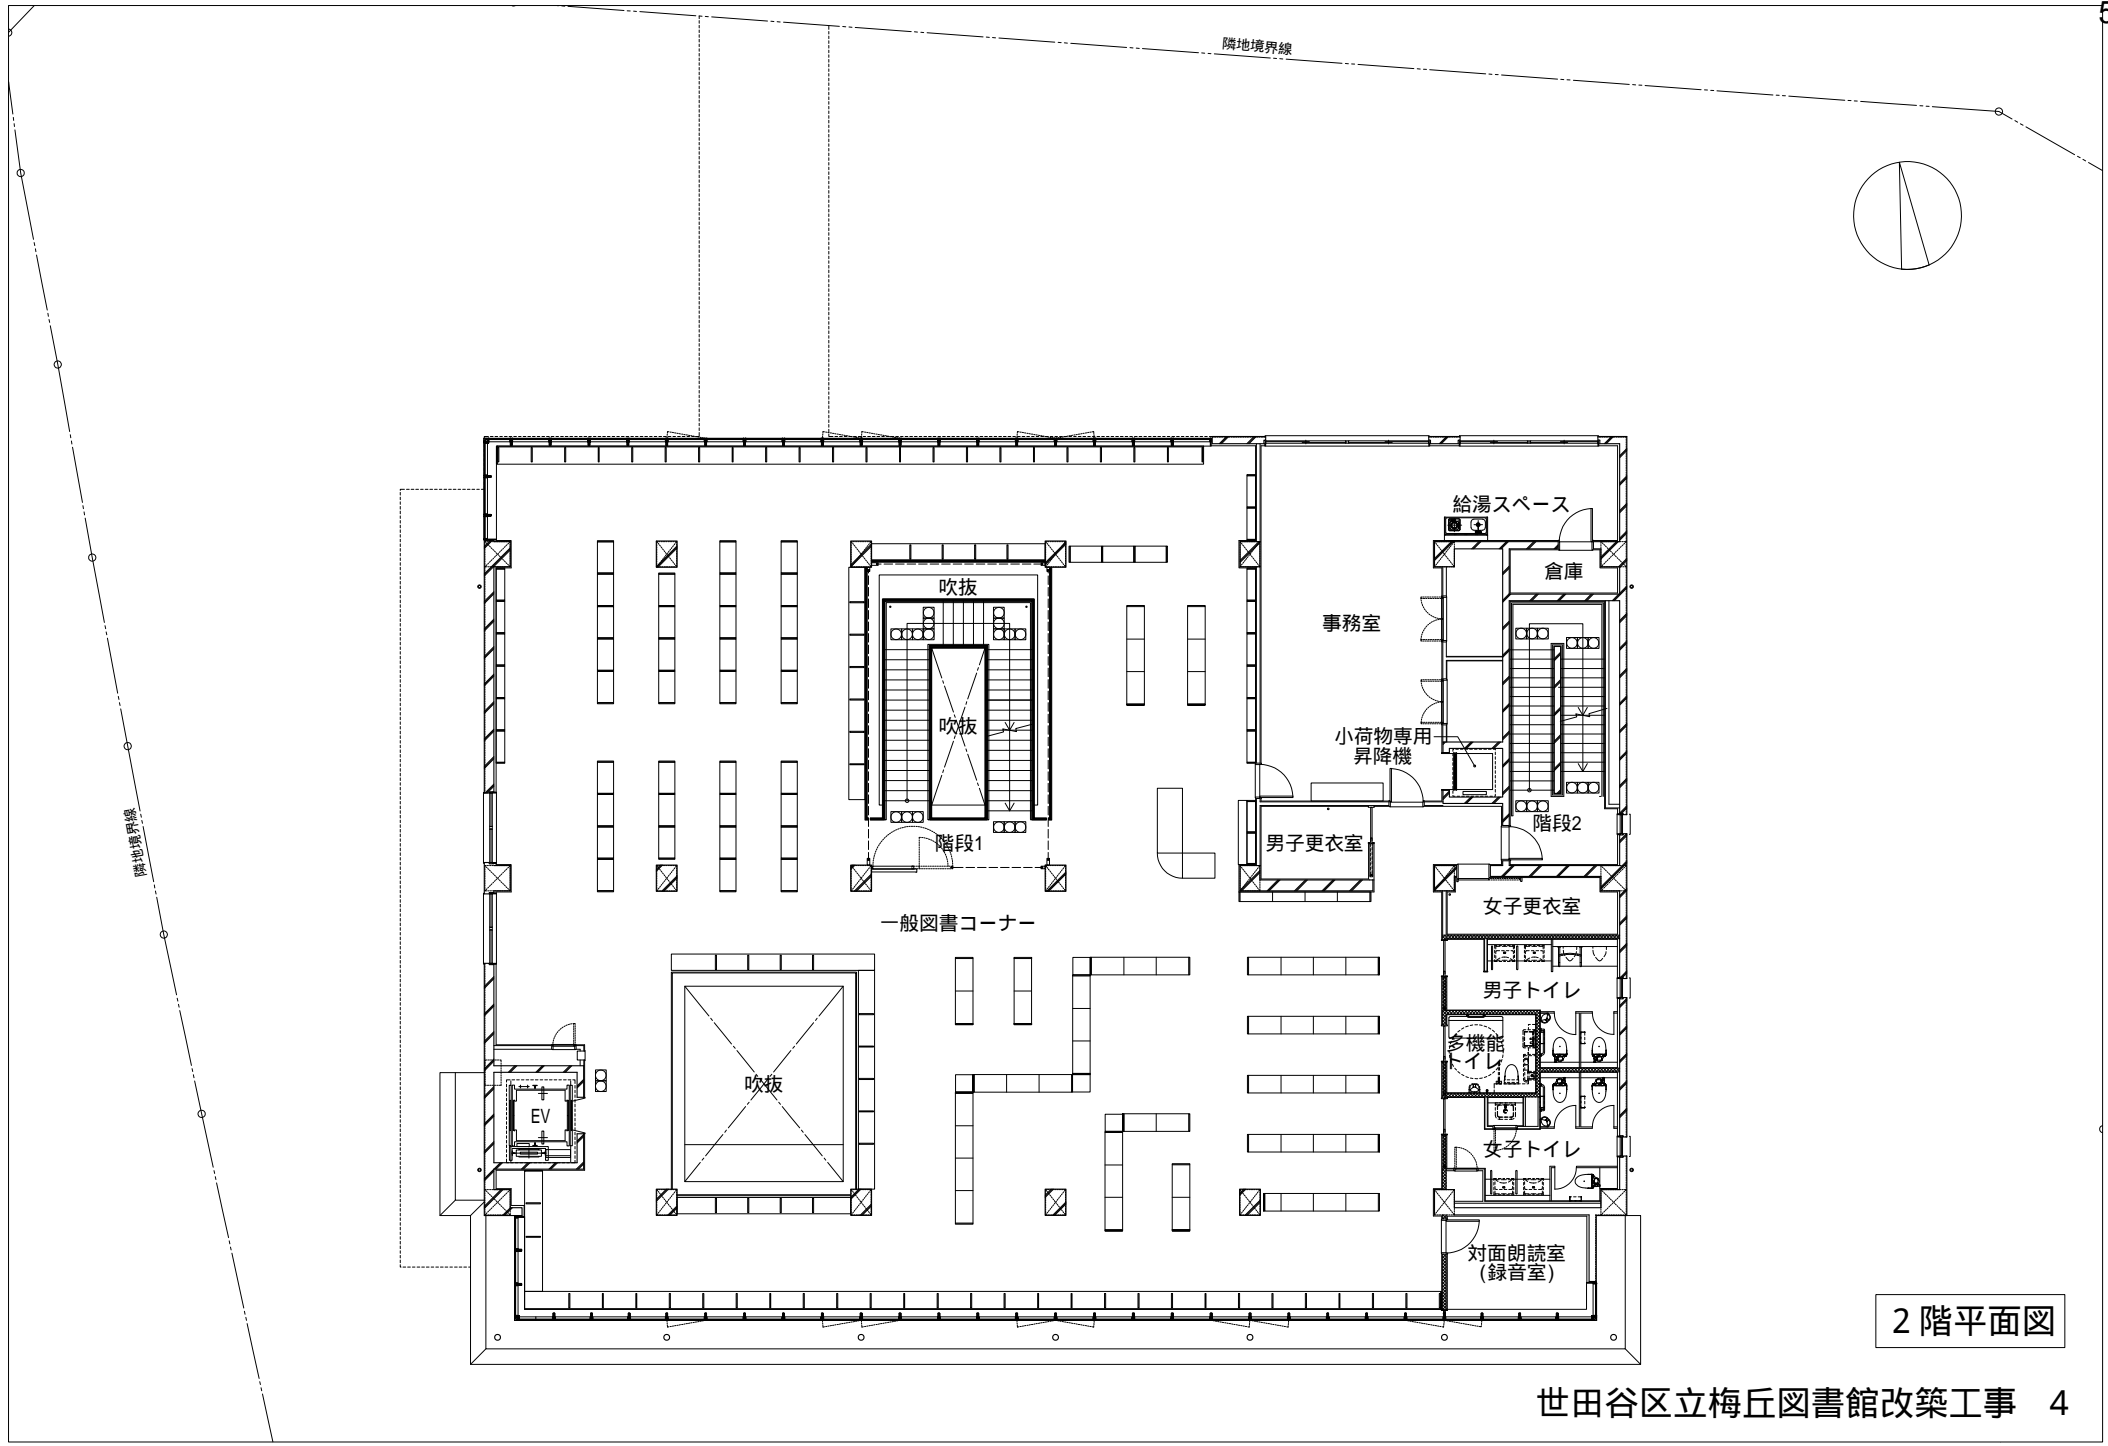 5
隣地境界線
給湯スペース
倉庫
吹抜
事務室
吹抜
小荷物専用
昇降機
階段2
階段1
男子更衣室
隣地境界線
女子更衣室
一般図書コーナー
男子トイレ
多機能
トイレ
吹抜
EV
女子トイレ
対面朗読室
(録音室)
2階平面図
世田谷区立梅丘図書館改築工事 4